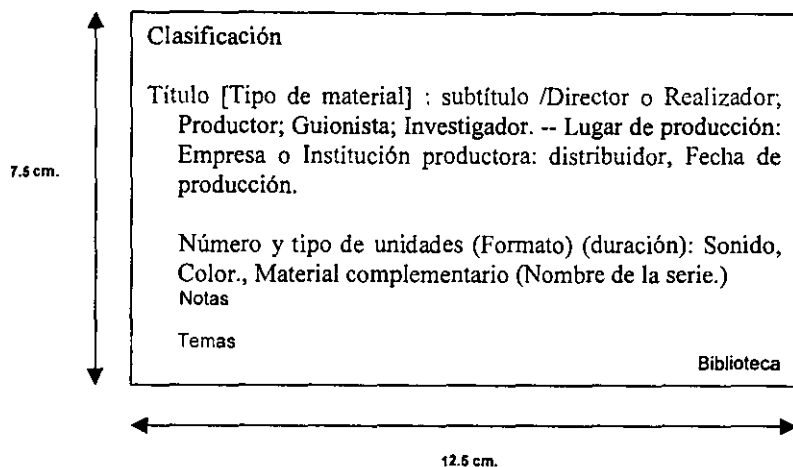 Clasificación
Título [Tipo de material] : subtítulo /Director o Realizador;
Productor; Guionista; Investigador. -- Lugar de producción:
Empresa o Institución productora: distribuidor, Fecha de
producción.
7.5 cm.
Número y tipo de unidades (Formato) (duración): Sonido,
Color., Material complementario (Nombre de la serie.)
Notas
Temas
Biblioteca
12.5 cm.